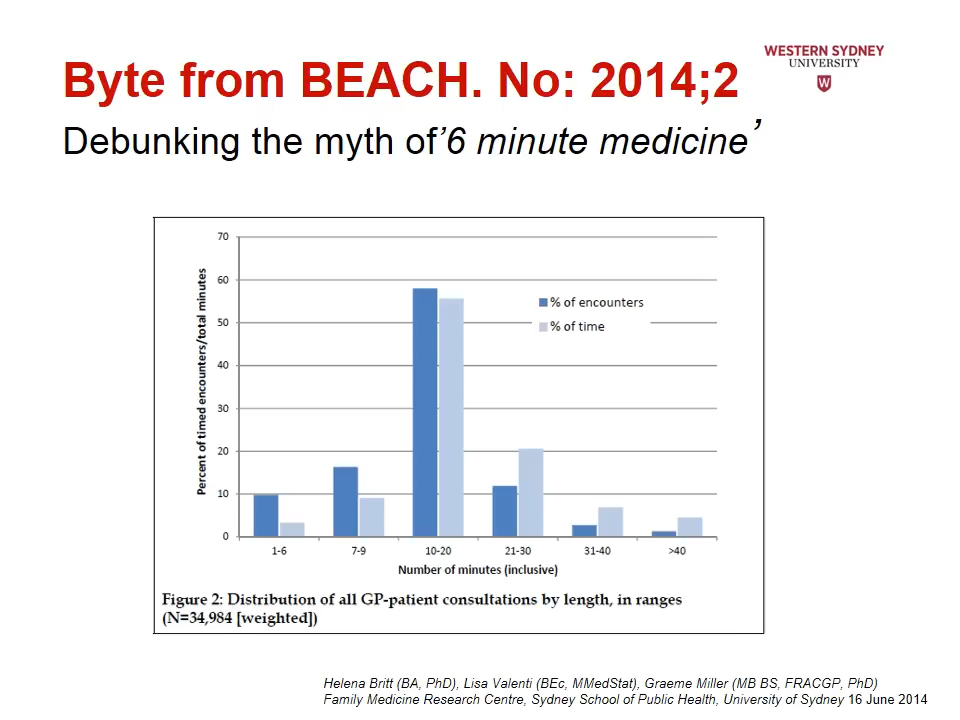 WESTERN SYDNEY
UNIVERSITY
W
Byte from BEACH. No: 2014;2
Debunking the myth of’6 minute medicine’
70
60
50
40
30
20
10
0
Percent of timed encounters/total minutes
% of encounters
% of time
1-6 7-9 10-20 21-30 31-40 >40
Number of minutes (inclusive)
Figure 2: Distribution of all GP-patient consultations by length, in ranges
(N=34,984 [weighted])
Helena Britt (BA, PhD), Lisa Valenti (BEc, MMedStat), Graeme Miller (MB BS, FRACGP, PhD)
Family Medicine Research Centre, Sydney School of Public Health, University of Sydney 16 June 2014